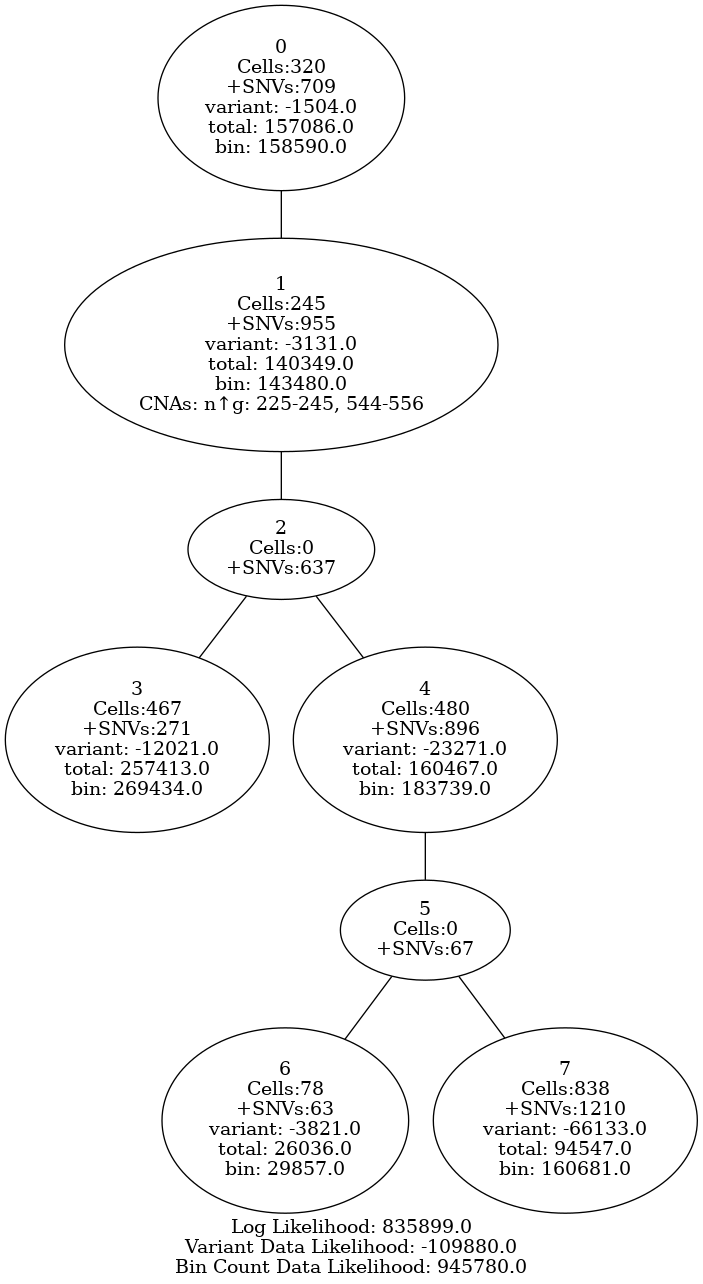 0
Cells:320
+SNVs:709
variant: -1504.0
total: 157086.0
bin: 158590.0
1
Cells:245
+SNVs:955
variant: -3131.0
total: 140349.0
bin: 143480.0
CNAs: n↑g: 225-245, 544-556
2
Cells:0
+SNVs:637
3
Cells:467
+SNVs:271
variant: -12021.0
total: 257413.0
bin: 269434.0
4
Cells:480
+SNVs:896
variant: -23271.0
total: 160467.0
bin: 183739.0
5
Cells:0
+SNVs:67
6
Cells:78
+SNVs:63
variant: -3821.0
total: 26036.0
bin: 29857.0
7
Cells:838
+SNVs:1210
variant: -66133.0
total: 94547.0
bin: 160681.0
Log Likelihood: 835899.0
Variant Data Likelihood: -109880.0
Bin Count Data Likelihood: 945780.0